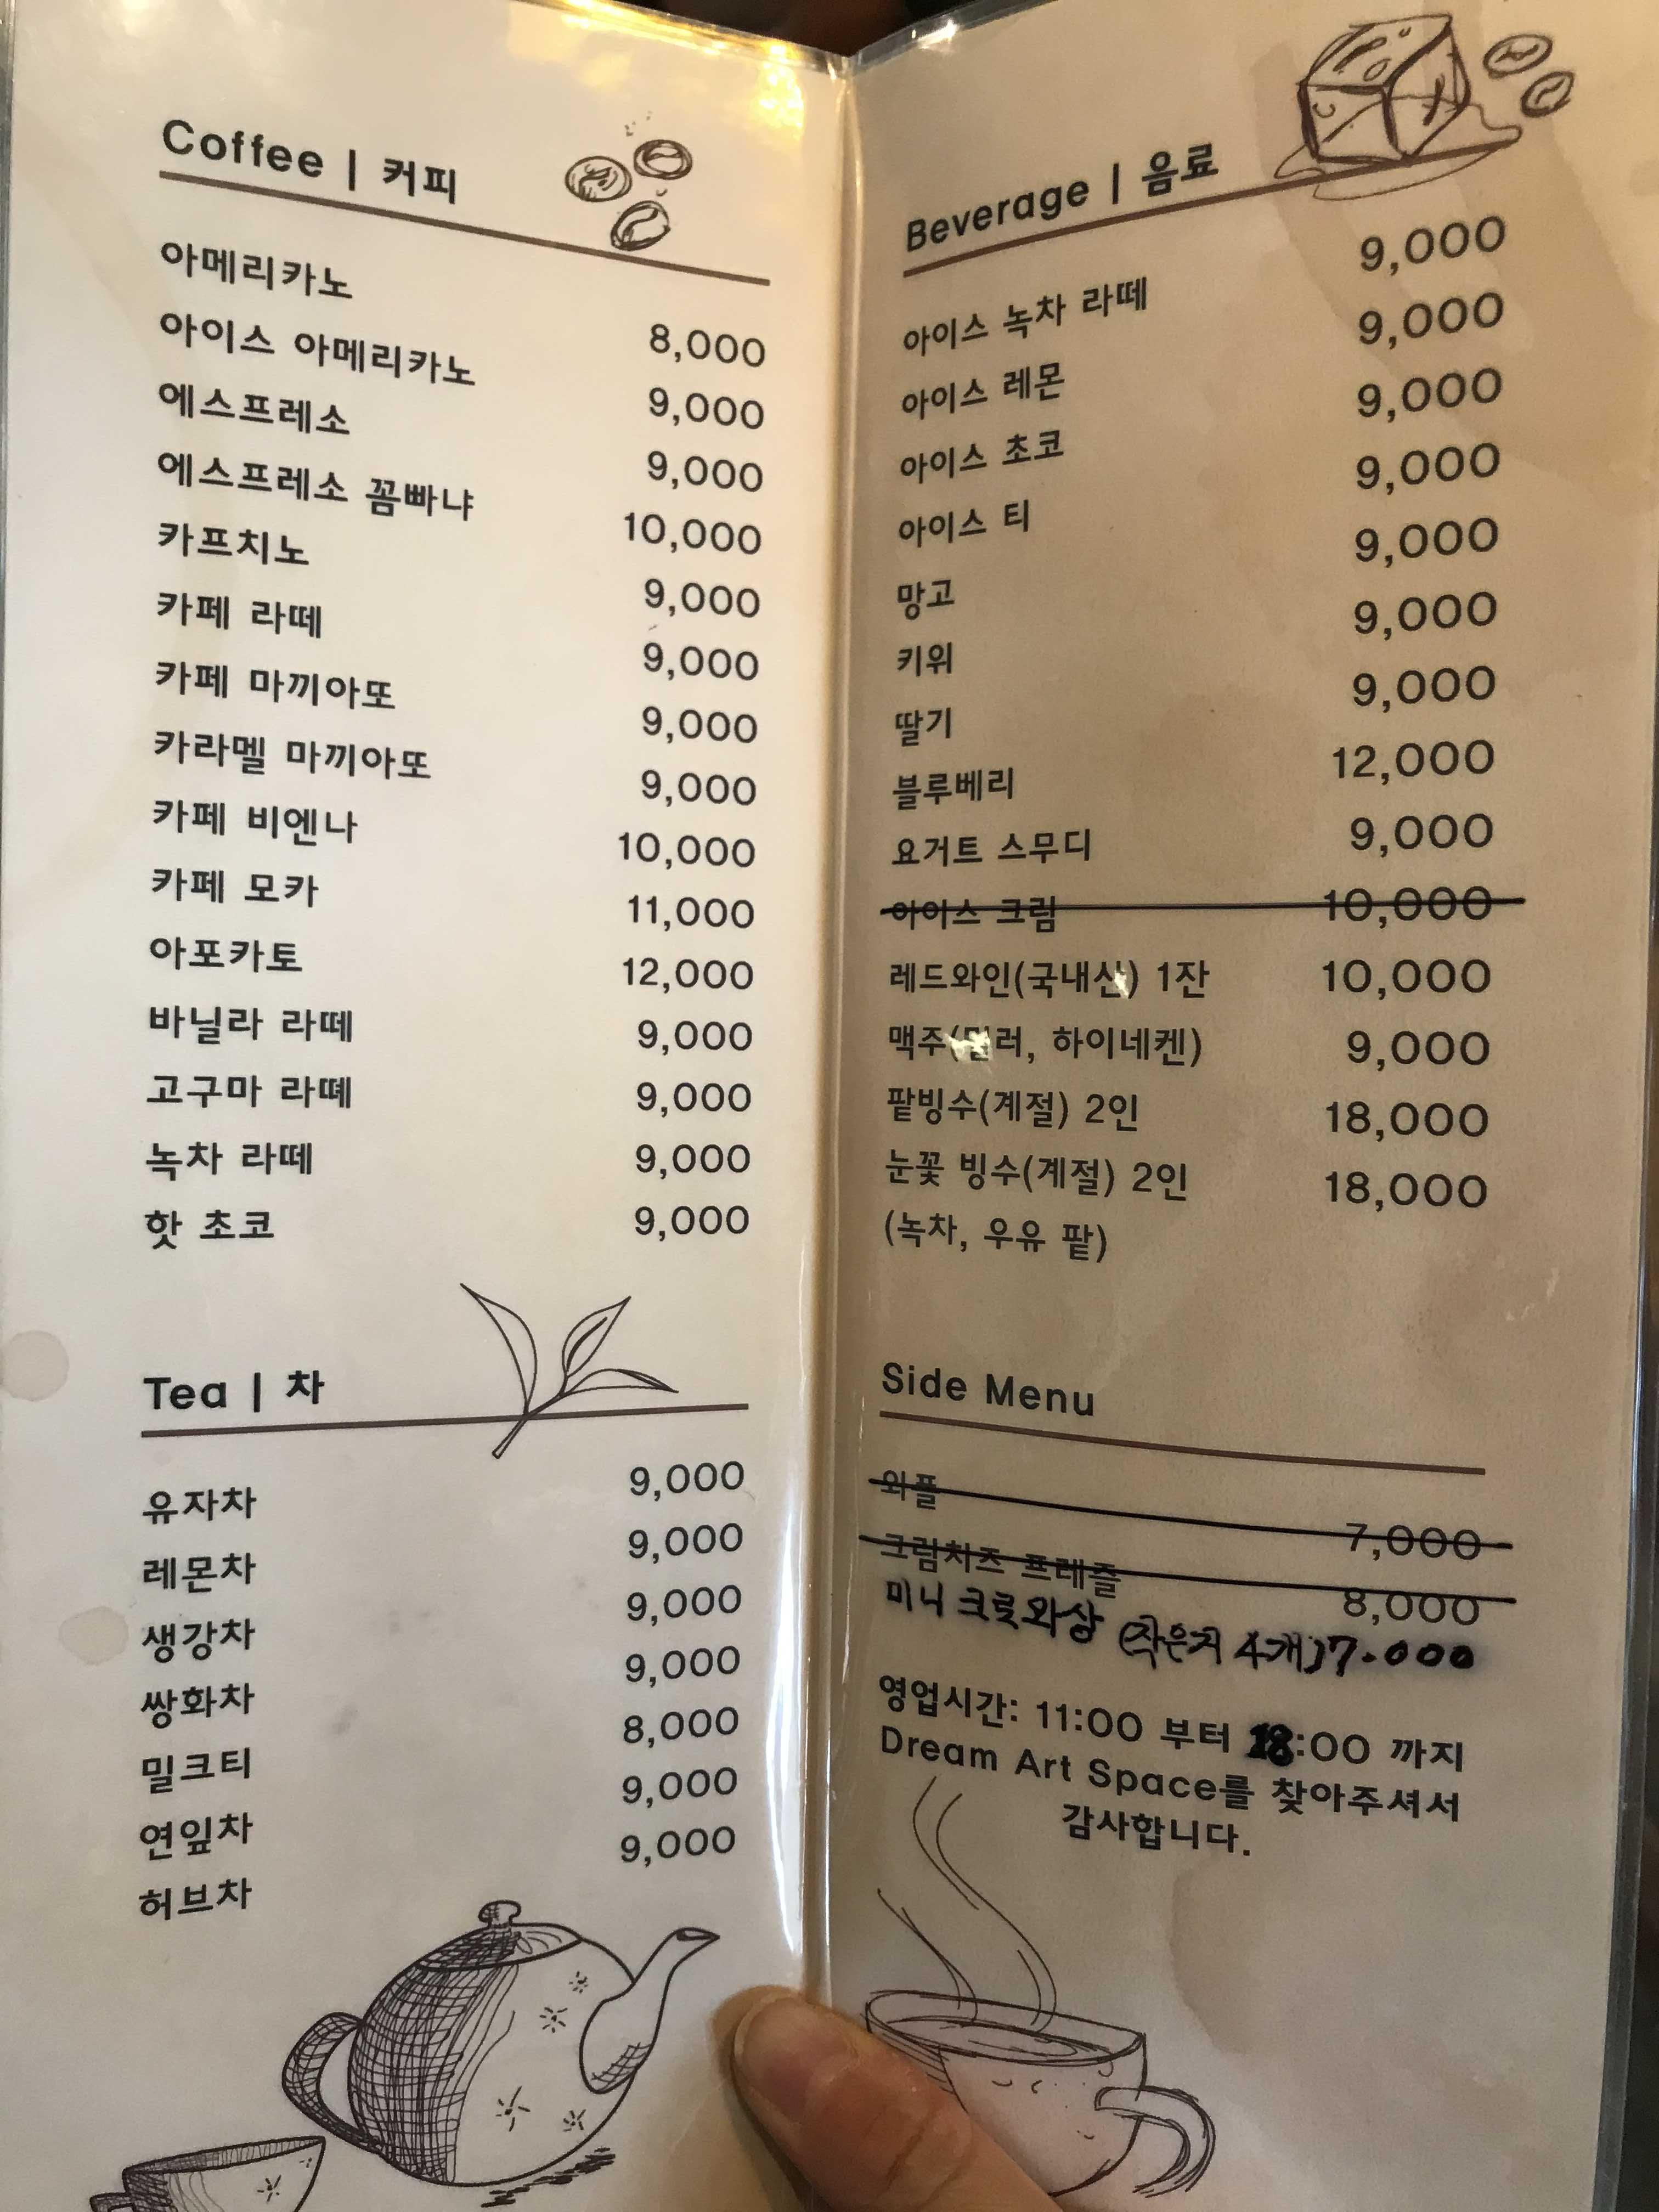 Coffee | 커피
아메리카노 8,000
아이스 아메리카노 9,000
에스프레소 9,000
에스프레소 꼼빠냐 10,000
카프치노 9,000
카페 라떼 9,000
카페 마끼아또 9,000
카라멜 마끼아또 9,000
카페 비엔나 10,000
카페 모카 11,000
아포카토 12,000
바닐라 라떼 9,000
고구마 라떼 9,000
녹차 라떼 9,000
핫 초코 9,000
Tea | 차
유자차 9,000
레몬차 9,000
생강차 9,000
쌍화차 9,000
밀크티 8,000
연잎차 9,000
허브차 9,000
Beverage | 음료
아이스 녹차 라떼 9,000
아이스 레몬 9,000
아이스 초코 9,000
아이스 티 9,000
망고 9,000
키위 9,000
딸기 9,000
블루베리 12,000
요거트 스무디 9,000
아이스 크림 10,000
레드와인(국내산) 1잔 10,000
맥주(밀러, 하이네켄) 9,000
팥빙수(계절) 2인 18,000
눈꽃 빙수(계절) 2인 18,000
(녹차, 우유 팥)
Side Menu
와플 7,000
크림치즈 프레즐 8,000
미니 크롯와상 (작은거 4개) 7.000
영업시간: 11:00 부터 18:00 까지
Dream Art Space를 찾아주셔서
감사합니다.